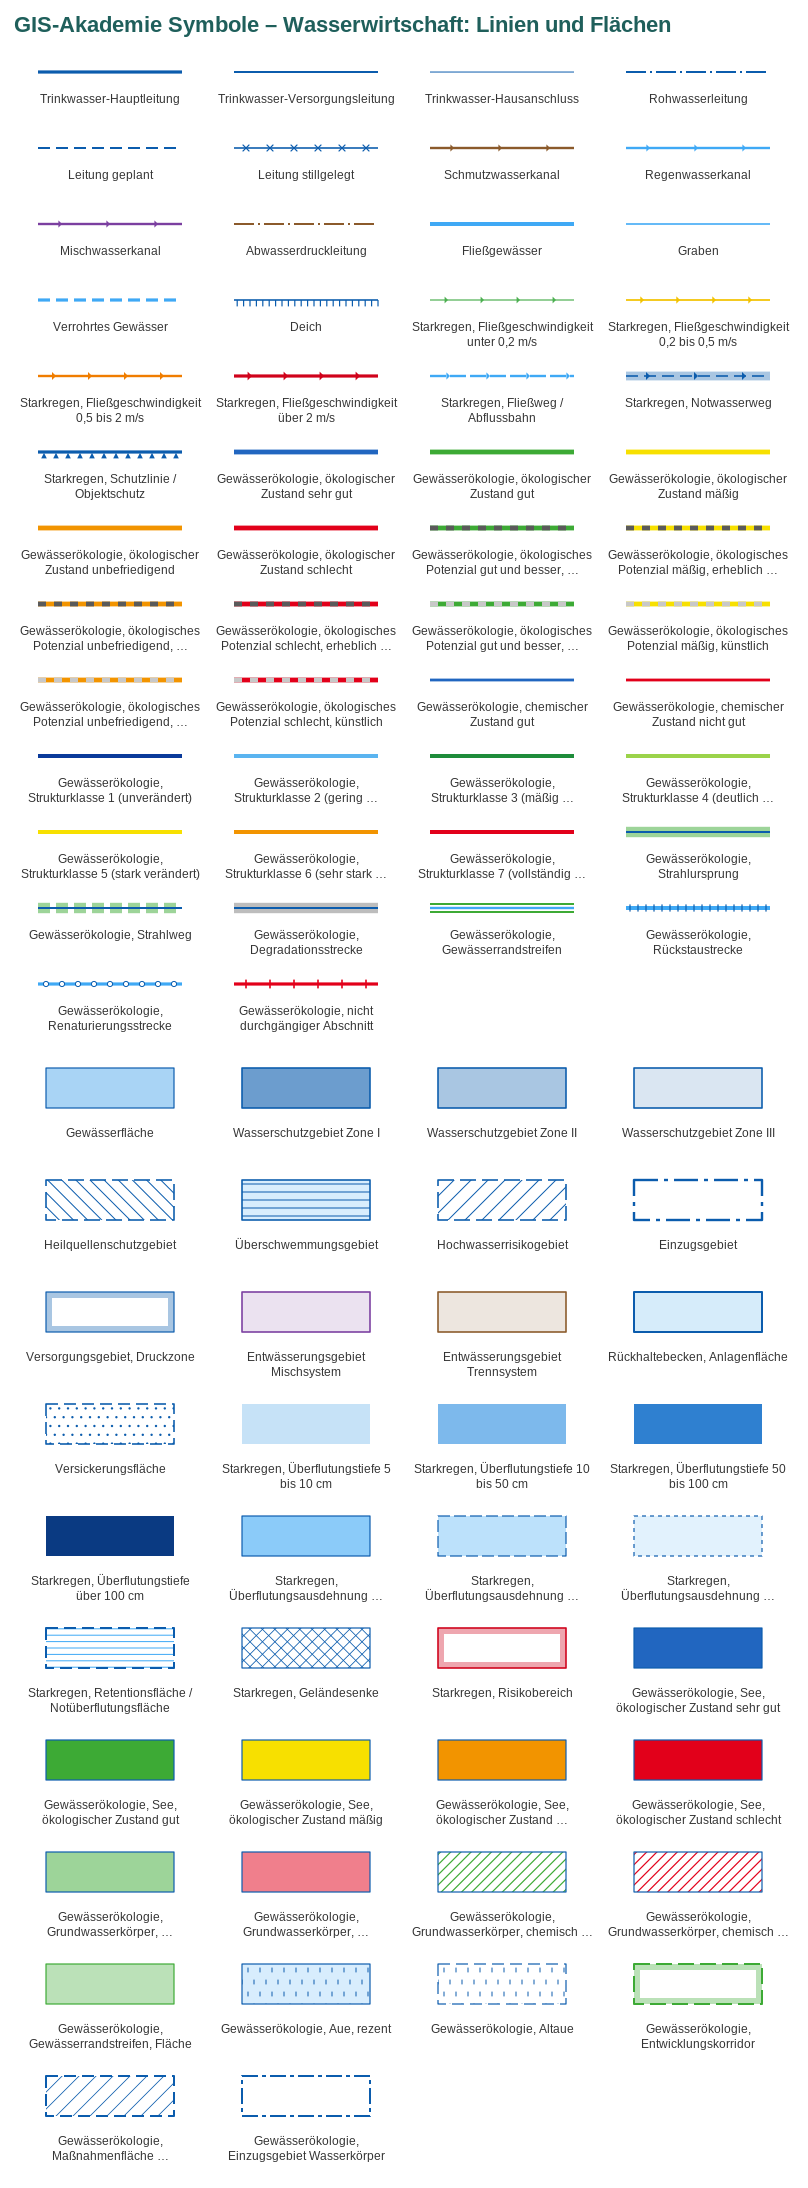 GIS-Akademie Symbole – Wasserwirtschaft: Linien und Flächen
Trinkwasser-Hauptleitung
Trinkwasser-Versorgungsleitung
Trinkwasser-Hausanschluss
Rohwasserleitung
Leitung geplant
Leitung stillgelegt
Schmutzwasserkanal
Regenwasserkanal
Mischwasserkanal
Abwasserdruckleitung
Fließgewässer
Graben
Verrohrtes Gewässer
Deich
Starkregen, Fließgeschwindigkeit
unter 0,2 m/s
Starkregen, Fließgeschwindigkeit
0,2 bis 0,5 m/s
Starkregen, Fließgeschwindigkeit
0,5 bis 2 m/s
Starkregen, Fließgeschwindigkeit
über 2 m/s
Starkregen, Fließweg /
Abflussbahn
Starkregen, Notwasserweg
Starkregen, Schutzlinie /
Objektschutz
Gewässerökologie, ökologischer
Zustand sehr gut
Gewässerökologie, ökologischer
Zustand gut
Gewässerökologie, ökologischer
Zustand mäßig
Gewässerökologie, ökologischer
Zustand unbefriedigend
Gewässerökologie, ökologischer
Zustand schlecht
Gewässerökologie, ökologisches
Potenzial gut und besser, …
Gewässerökologie, ökologisches
Potenzial mäßig, erheblich …
Gewässerökologie, ökologisches
Potenzial unbefriedigend, …
Gewässerökologie, ökologisches
Potenzial schlecht, erheblich …
Gewässerökologie, ökologisches
Potenzial gut und besser, …
Gewässerökologie, ökologisches
Potenzial mäßig, künstlich
Gewässerökologie, ökologisches
Potenzial unbefriedigend, …
Gewässerökologie, ökologisches
Potenzial schlecht, künstlich
Gewässerökologie, chemischer
Zustand gut
Gewässerökologie, chemischer
Zustand nicht gut
Gewässerökologie,
Strukturklasse 1 (unverändert)
Gewässerökologie,
Strukturklasse 2 (gering …
Gewässerökologie,
Strukturklasse 3 (mäßig …
Gewässerökologie,
Strukturklasse 4 (deutlich …
Gewässerökologie,
Strukturklasse 5 (stark verändert)
Gewässerökologie,
Strukturklasse 6 (sehr stark …
Gewässerökologie,
Strukturklasse 7 (vollständig …
Gewässerökologie,
Strahlursprung
Gewässerökologie, Strahlweg
Gewässerökologie,
Degradationsstrecke
Gewässerökologie,
Gewässerrandstreifen
Gewässerökologie,
Rückstaustrecke
Gewässerökologie,
Renaturierungsstrecke
Gewässerökologie, nicht
durchgängiger Abschnitt
Gewässerfläche
Wasserschutzgebiet Zone I
Wasserschutzgebiet Zone II
Wasserschutzgebiet Zone III
Heilquellenschutzgebiet
Überschwemmungsgebiet
Hochwasserrisikogebiet
Einzugsgebiet
Versorgungsgebiet, Druckzone
Entwässerungsgebiet
Mischsystem
Entwässerungsgebiet
Trennsystem
Rückhaltebecken, Anlagenfläche
Versickerungsfläche
Starkregen, Überflutungstiefe 5
bis 10 cm
Starkregen, Überflutungstiefe 10
bis 50 cm
Starkregen, Überflutungstiefe 50
bis 100 cm
Starkregen, Überflutungstiefe
über 100 cm
Starkregen,
Überflutungsausdehnung …
Starkregen,
Überflutungsausdehnung …
Starkregen,
Überflutungsausdehnung …
Starkregen, Retentionsfläche /
Notüberflutungsfläche
Starkregen, Geländesenke
Starkregen, Risikobereich
Gewässerökologie, See,
ökologischer Zustand sehr gut
Gewässerökologie, See,
ökologischer Zustand gut
Gewässerökologie, See,
ökologischer Zustand mäßig
Gewässerökologie, See,
ökologischer Zustand …
Gewässerökologie, See,
ökologischer Zustand schlecht
Gewässerökologie,
Grundwasserkörper, …
Gewässerökologie,
Grundwasserkörper, …
Gewässerökologie,
Grundwasserkörper, chemisch …
Gewässerökologie,
Grundwasserkörper, chemisch …
Gewässerökologie,
Gewässerrandstreifen, Fläche
Gewässerökologie, Aue, rezent
Gewässerökologie, Altaue
Gewässerökologie,
Entwicklungskorridor
Gewässerökologie,
Maßnahmenfläche …
Gewässerökologie,
Einzugsgebiet Wasserkörper